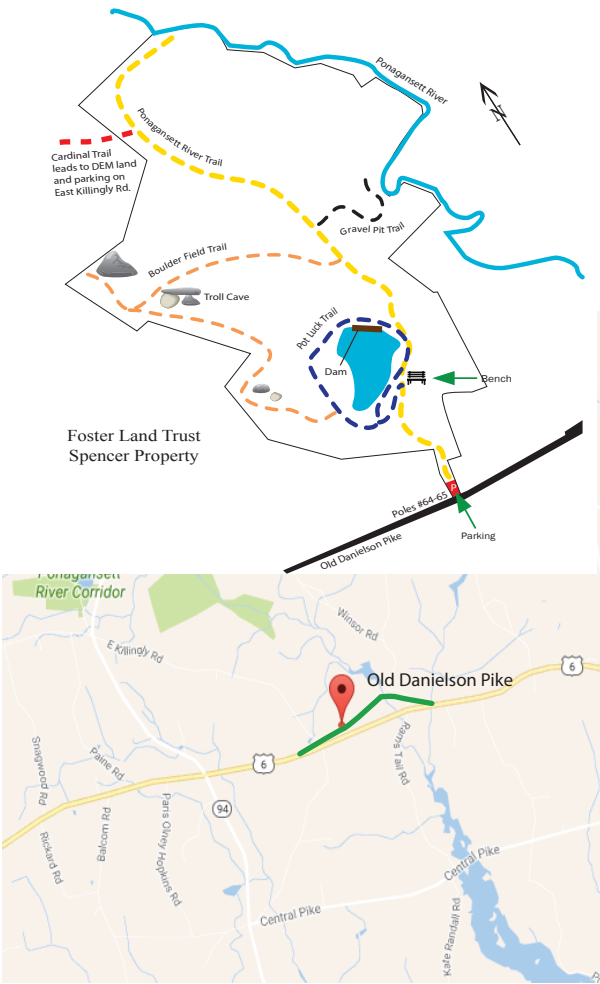 Ponagansett River
N
Ponagansett River Trail
Cardinal Trail
leads to DEM land
and parking on
East Killingly Rd.
Gravel Pit Trail
Boulder Field Trail
Troll Cave
Pot Luck Trail
Dam
Bench
Foster Land Trust
Spencer Property
P
Poles #64-65
Parking
Old Danielson Pike
Ponagansett
River Corridor
Winsor Rd
E Killingly Rd
6
Old Danielson Pike
6
Rams Tail Rd
Snagwood Rd
Paine Rd
94
Balcom Rd
Paris Olney Hopkins Rd
Rickard Rd
Central Pike
Central Pike
Kate Randall Rd